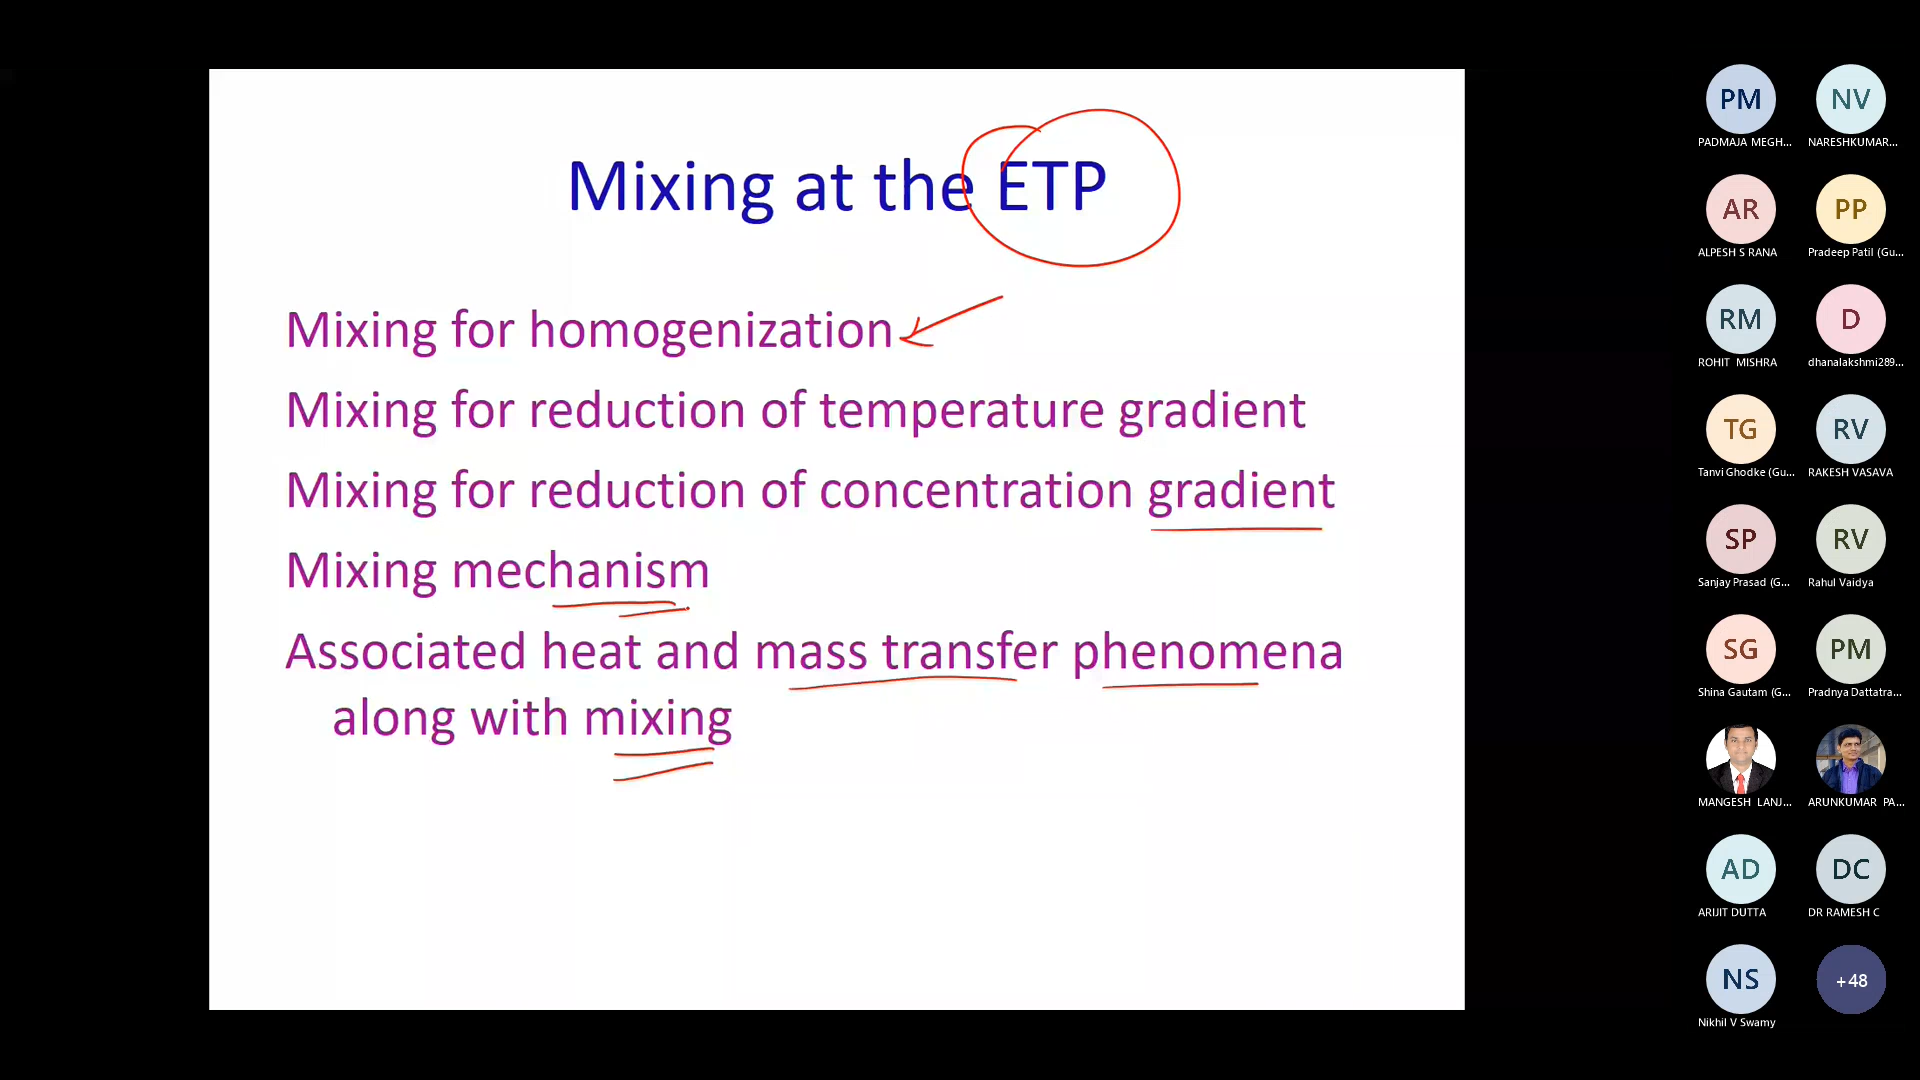 Mixing at the ETP
Mixing for homogenization
Mixing for reduction of temperature gradient
Mixing for reduction of concentration gradient
Mixing mechanism
Associated heat and mass transfer phenomena
along with mixing
PM
PADMAJA MEGH...
NV
NARESHKUMAR...
AR
ALPESH S RANA
PP
Pradeep Patil (Gu...
RM
ROHIT MISHRA
D
dhanalakshmi289...
TG
Tanvi Ghodke (Gu...
RV
RAKESH VASAVA
SP
Sanjay Prasad (G...
RV
Rahul Vaidya
SG
Shina Gautam (G...
PM
Pradnya Dattatra...
MANGESH LANJ...
ARUNKUMAR PA...
AD
ARIJIT DUTTA
DC
DR RAMESH C
NS
Nikhil V Swamy
+48